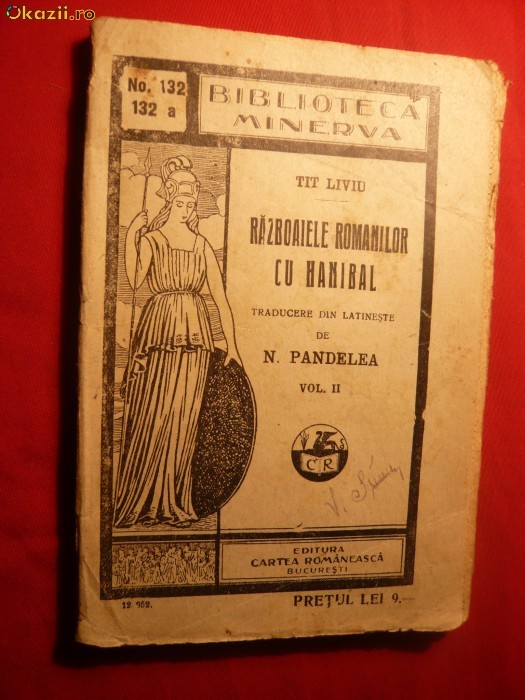 Okazii.ro
No. 132
132 a
BIBLIOTECA
MINERVA
TIT LIVIU
RĂZBOAIELE ROMANILOR
CU HANIBAL
TRADUCERE DIN LATINEȘTE
DE
N. PANDELEA
VOL. II
C R
EDITURA
CARTEA ROMÂNEASCĂ
BUCUREȘTI
12 952.
PREȚUL LEI 9.—